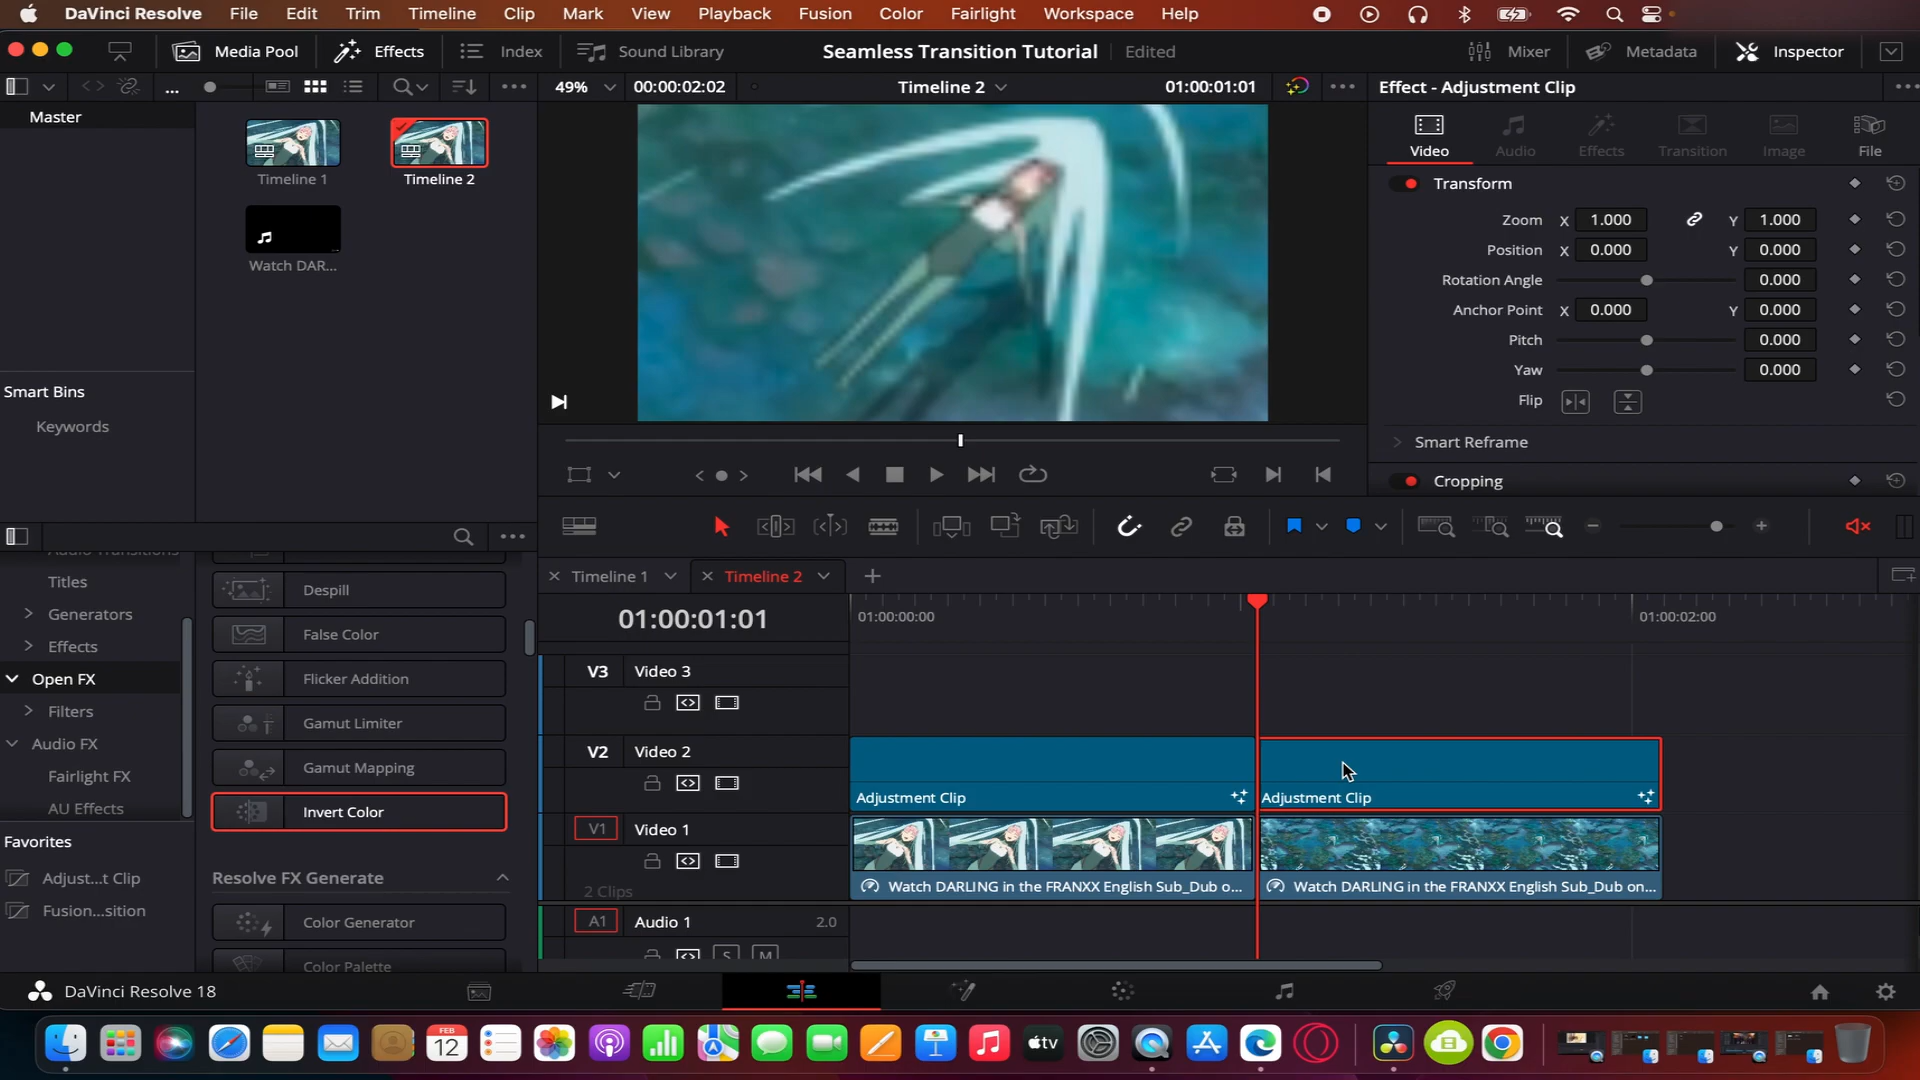 DaVinci Resolve File Edit Trim Timeline Clip Mark View Playback Fusion Color Fairlight Workspace Help
Media Pool Effects Index Sound Library Seamless Transition Tutorial Edited Mixer Metadata Inspector
49% 00:00:02:02 Timeline 2 01:00:01:01 Effect - Adjustment Clip
Master
Timeline 1
Timeline 2
Watch DAR...
Smart Bins
Keywords
Video Audio Effects Transition Image File
Transform
Zoom X 1.000 Y 1.000
Position X 0.000 Y 0.000
Rotation Angle 0.000
Anchor Point X 0.000 Y 0.000
Pitch 0.000
Yaw 0.000
Flip
Smart Reframe
Cropping
Audio Transitions
Titles
Generators
Effects
Open FX
Filters
Audio FX
Fairlight FX
AU Effects
Favorites
Adjust...t Clip
Fusion...sition
Despill
False Color
Flicker Addition
Gamut Limiter
Gamut Mapping
Invert Color
Resolve FX Generate
Color Generator
Color Palette
Timeline 1 Timeline 2
01:00:01:01 01:00:00:00 01:00:02:00
V3 Video 3
V2 Video 2
Adjustment Clip Adjustment Clip
V1 Video 1
2 Clips
Watch DARLING in the FRANXX English Sub_Dub o... Watch DARLING in the FRANXX English Sub_Dub on...
A1 Audio 1 2.0
S M
DaVinci Resolve 18
FEB
12
tv